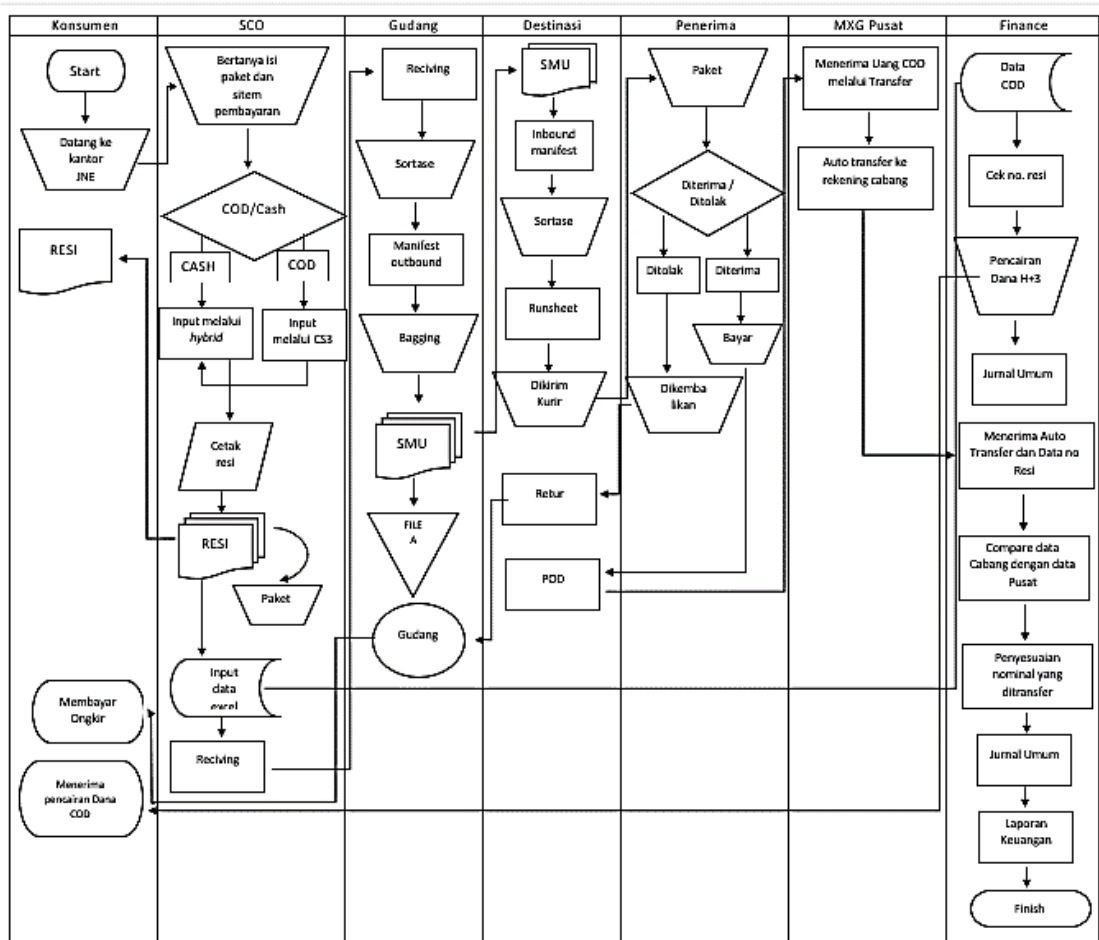 Konsumen
SCO
Gudang
Destinasi
Penerima
MXG Pusat
Finance
Start
Datang ke
kantor
JNE
RESI
Membayar
Ongkir
Menerima
pencairan Dana
COD
Bertanya isi
paket dan
sitem
pembayaran
COD/Cash
CASH
COD
Input melalui
hybrid
Input
melalui CS3
Cetak
resi
RESI
Paket
Input
data
excel
Reciving
Reciving
Sortase
Manifest
outbound
Bagging
SMU
FILE
A
Gudang
SMU
Inbound
manifest
Sortase
Runsheet
Dikirim
Kurir
Retur
POD
Paket
Diterima /
Ditolak
Ditolak
Diterima
Bayar
Dikemba
likan
Menerima Uang COD
melalui Transfer
Auto transfer ke
rekening cabang
Data
COD
Cek no. resi
Pencairan
Dana H+3
Jurnal Umum
Menerima Auto
Transfer dan Data no
Resi
Compare data
Cabang dengan data
Pusat
Penyesuaian
nominal yang
ditransfer
Jurnal Umum
Laporan
Keuangan
Finish